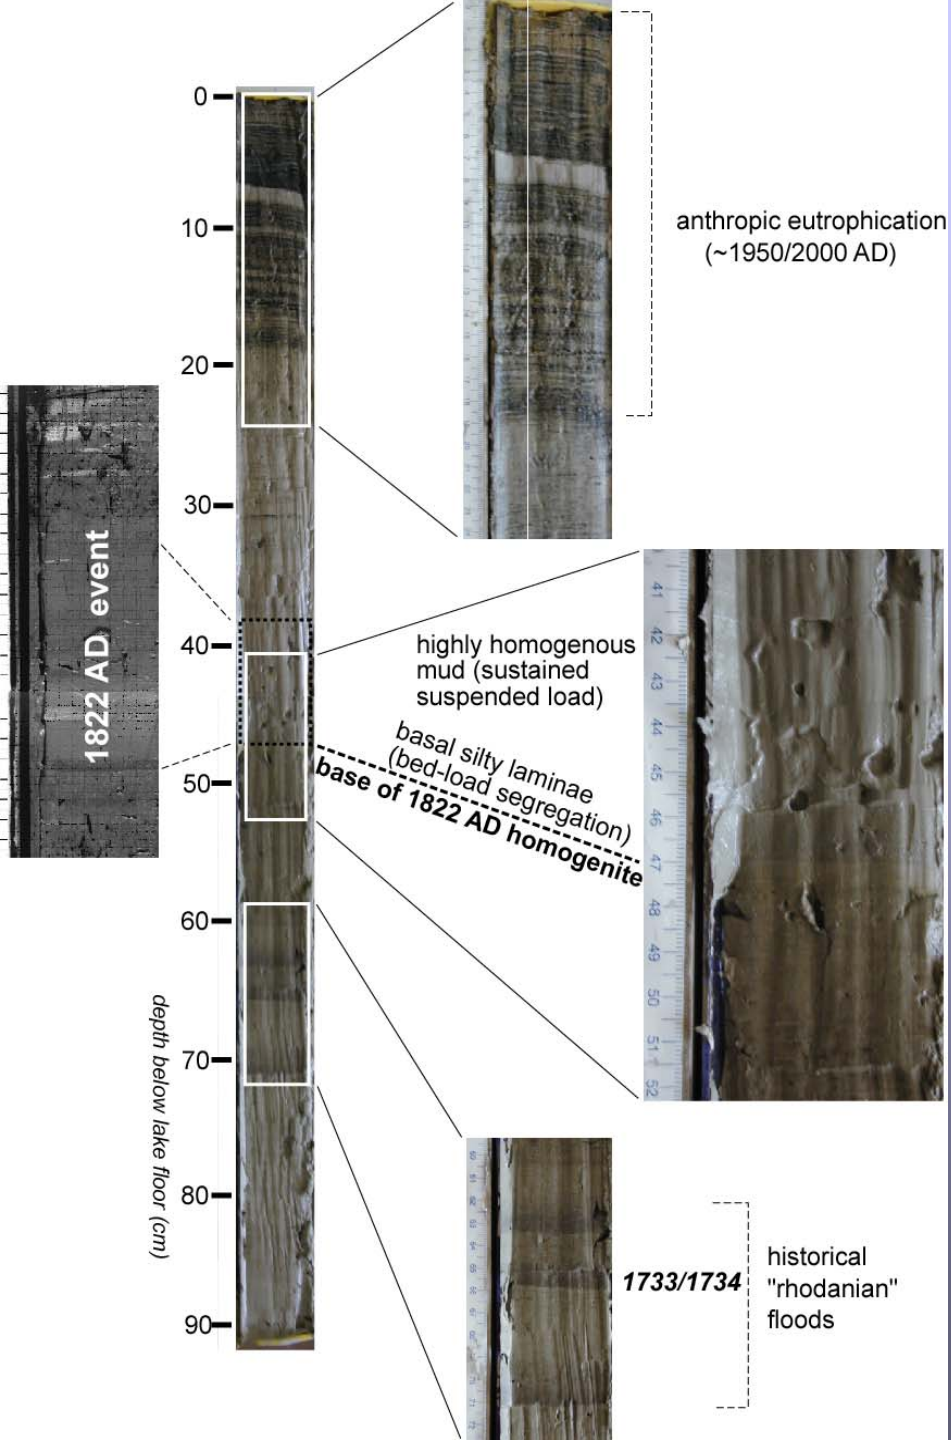 0
10
20
30
40
50
60
70
80
90
depth below lake floor (cm)
anthropic eutrophication
(~1950/2000 AD)
1822 AD event
highly homogenous
mud (sustained
suspended load)
basal silty laminae
(bed-load segregation)
base of 1822 AD homogenite
41
42
43
44
45
46
47
48
49
50
51
52
1733/1734
historical
"rhodanian"
floods